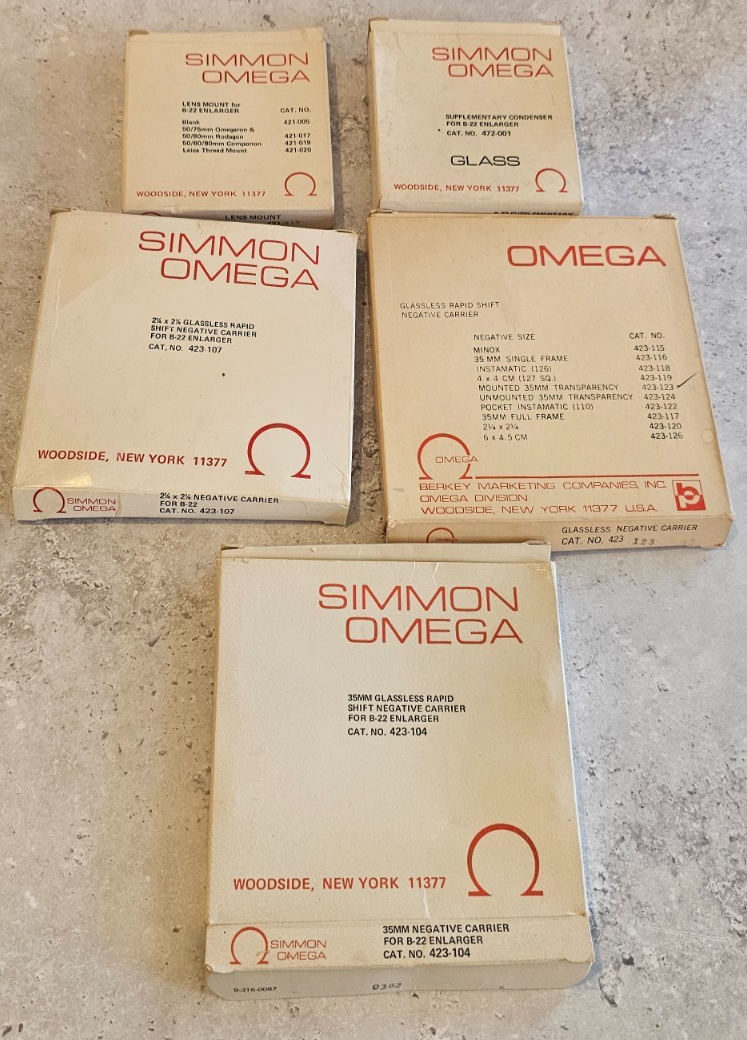 SIMMON
OMEGA
LENS MOUNT for
B-22 ENLARGER CAT. NO.
Blank 421-005
50/75mm Omegaron &
50/80mm Rodagon 421-017
50/60/80mm Componon 421-019
Leica Thread Mount 421-020
WOODSIDE, NEW YORK 11377
LENS MOUNT
SIMMON
OMEGA
SUPPLEMENTARY CONDENSER
FOR B-22 ENLARGER
CAT. NO. 472-001
GLASS
WOODSIDE, NEW YORK 11377
SUPPLEMENTARY
SIMMON
OMEGA
2¼ x 2¼ GLASSLESS RAPID
SHIFT NEGATIVE CARRIER
FOR B-22 ENLARGER
CAT. NO. 423-107
WOODSIDE, NEW YORK 11377
SIMMON
OMEGA
2¼ x 2¼ NEGATIVE CARRIER
FOR B-22
CAT. NO. 423-107
OMEGA
GLASSLESS RAPID SHIFT
NEGATIVE CARRIER
NEGATIVE SIZE CAT. NO.
MINOX 423-115
35 MM SINGLE FRAME 423-116
INSTAMATIC (126) 423-118
4 x 4 CM (127 SQ.) 423-119
MOUNTED 35MM TRANSPARENCY 423-123
UNMOUNTED 35MM TRANSPARENCY 423-124
POCKET INSTAMATIC (110) 423-122
35MM FULL FRAME 423-117
2¼ x 2¼ 423-120
6 x 4.5 CM 423-126
OMEGA
BERKEY MARKETING COMPANIES, INC.
OMEGA DIVISION
WOODSIDE, NEW YORK 11377 U.S.A.
GLASSLESS NEGATIVE CARRIER
CAT. NO. 423 123
SIMMON
OMEGA
35MM GLASSLESS RAPID
SHIFT NEGATIVE CARRIER
FOR B-22 ENLARGER
CAT. NO. 423-104
WOODSIDE, NEW YORK 11377
SIMMON
OMEGA
35MM NEGATIVE CARRIER
FOR B-22 ENLARGER
CAT. NO. 423-104
9-316-0087 0302